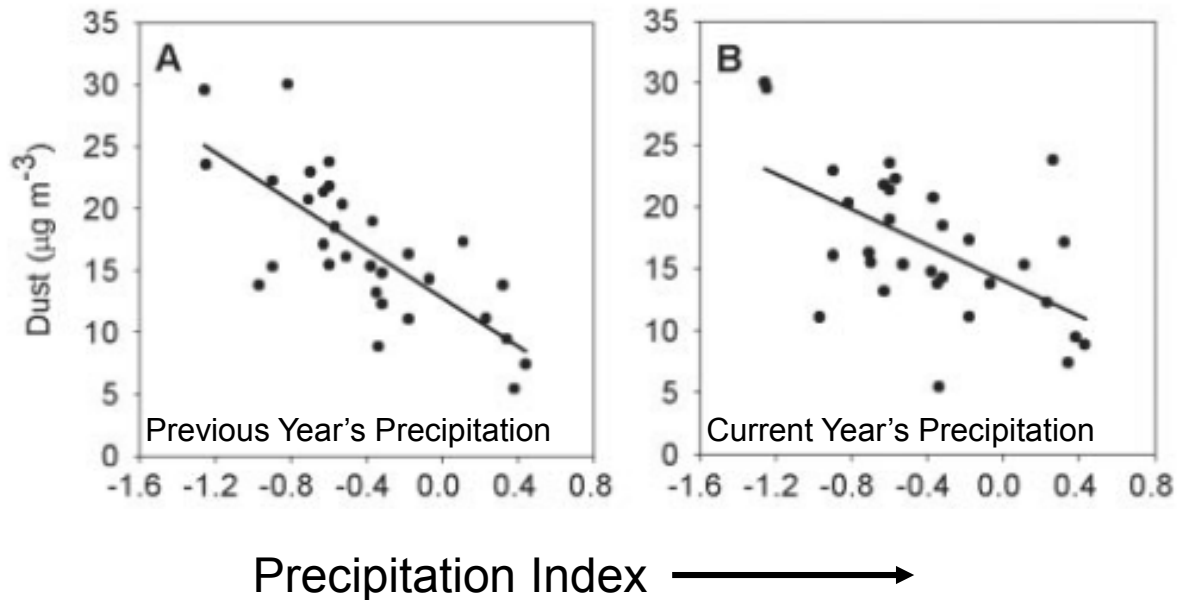 A
B
35
30
25
20
15
10
5
0
Dust (μg m-3)
Previous Year's Precipitation
-1.6 -1.2 -0.8 -0.4 0.0 0.4 0.8
35
30
25
20
15
10
5
0
Current Year's Precipitation
-1.6 -1.2 -0.8 -0.4 0.0 0.4 0.8
Precipitation Index